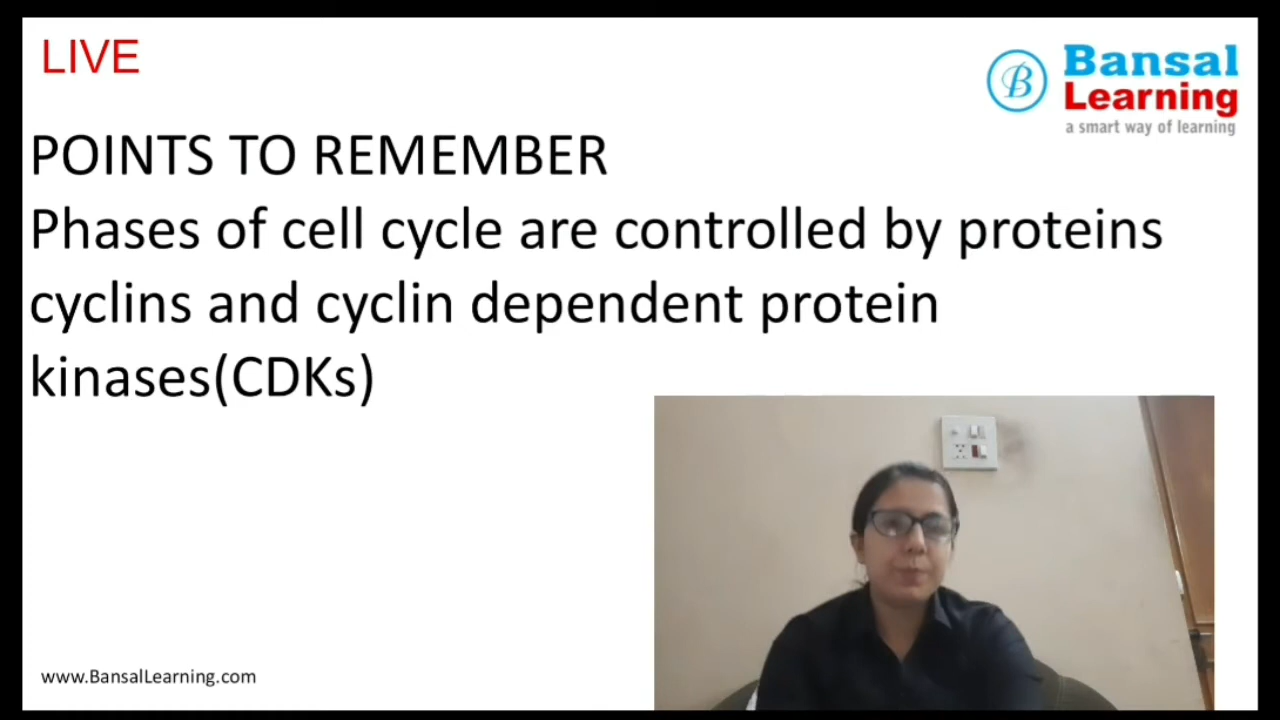 LIVE
B Bansal
Learning
a smart way of learning
POINTS TO REMEMBER
Phases of cell cycle are controlled by proteins
cyclins and cyclin dependent protein
kinases(CDKs)
www.BansalLearning.com